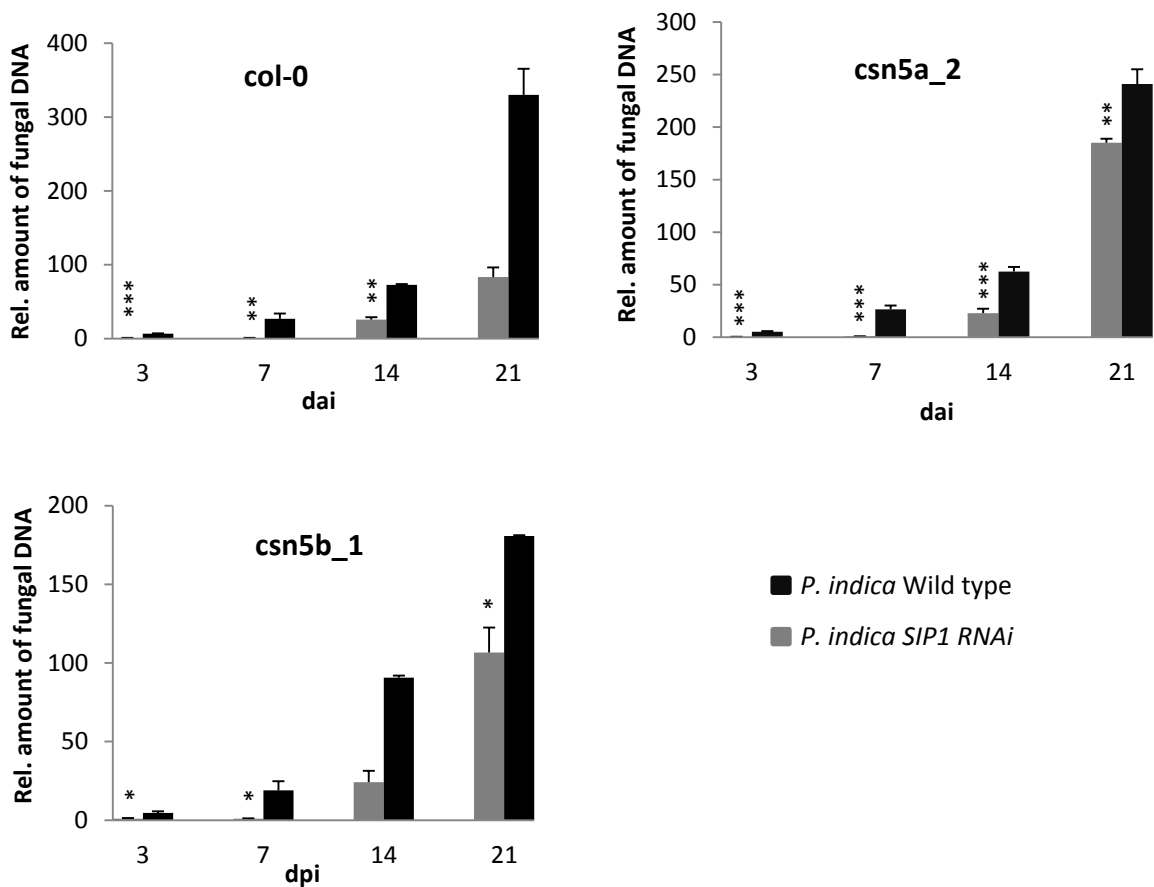 col-0
Rel. amount of fungal DNA
400
300
200
100
0
***
**
**
3 7 14 21
dai
csn5a_2
Rel. amount of fungal DNA
300
250
200
150
100
50
0
***
***
***
**
3 7 14 21
dai
csn5b_1
Rel. amount of fungal DNA
200
150
100
50
0
*
*
*
3 7 14 21
dpi
P. indica Wild type
P. indica SIP1 RNAi